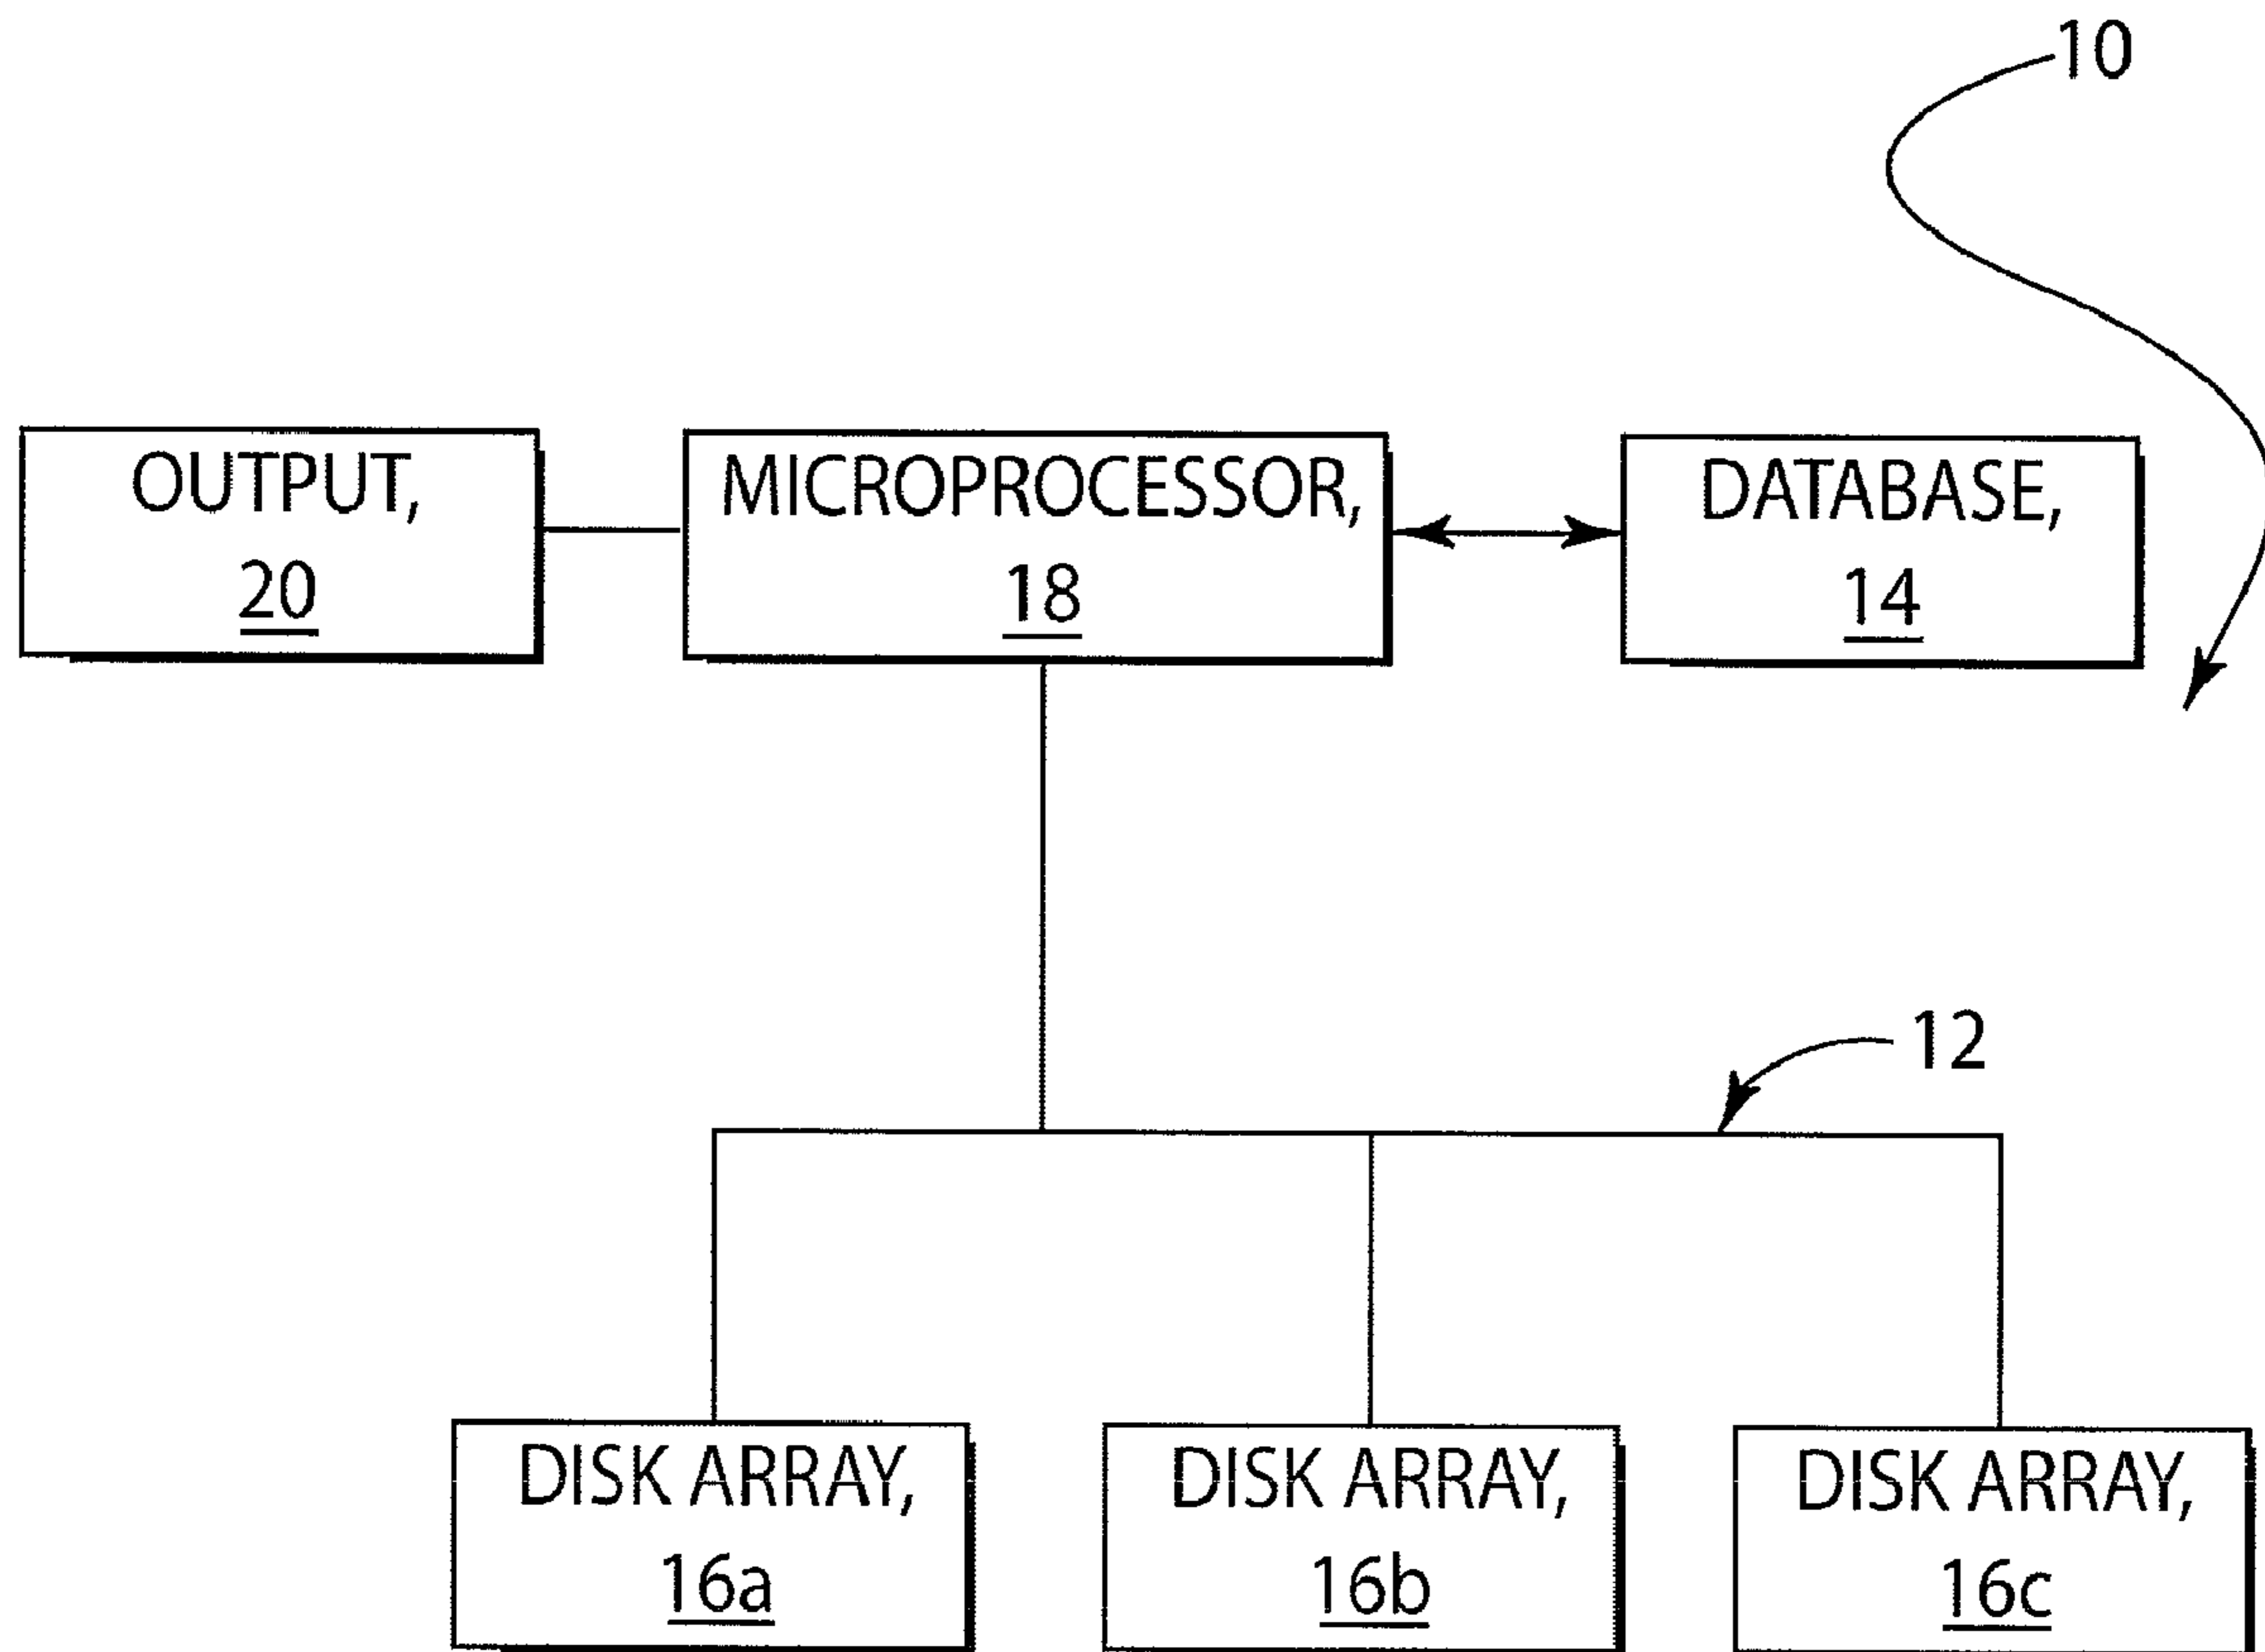 10
OUTPUT,
20
MICROPROCESSOR,
18
DATABASE,
14
12
DISK ARRAY,
16a
DISK ARRAY,
16b
DISK ARRAY,
16c